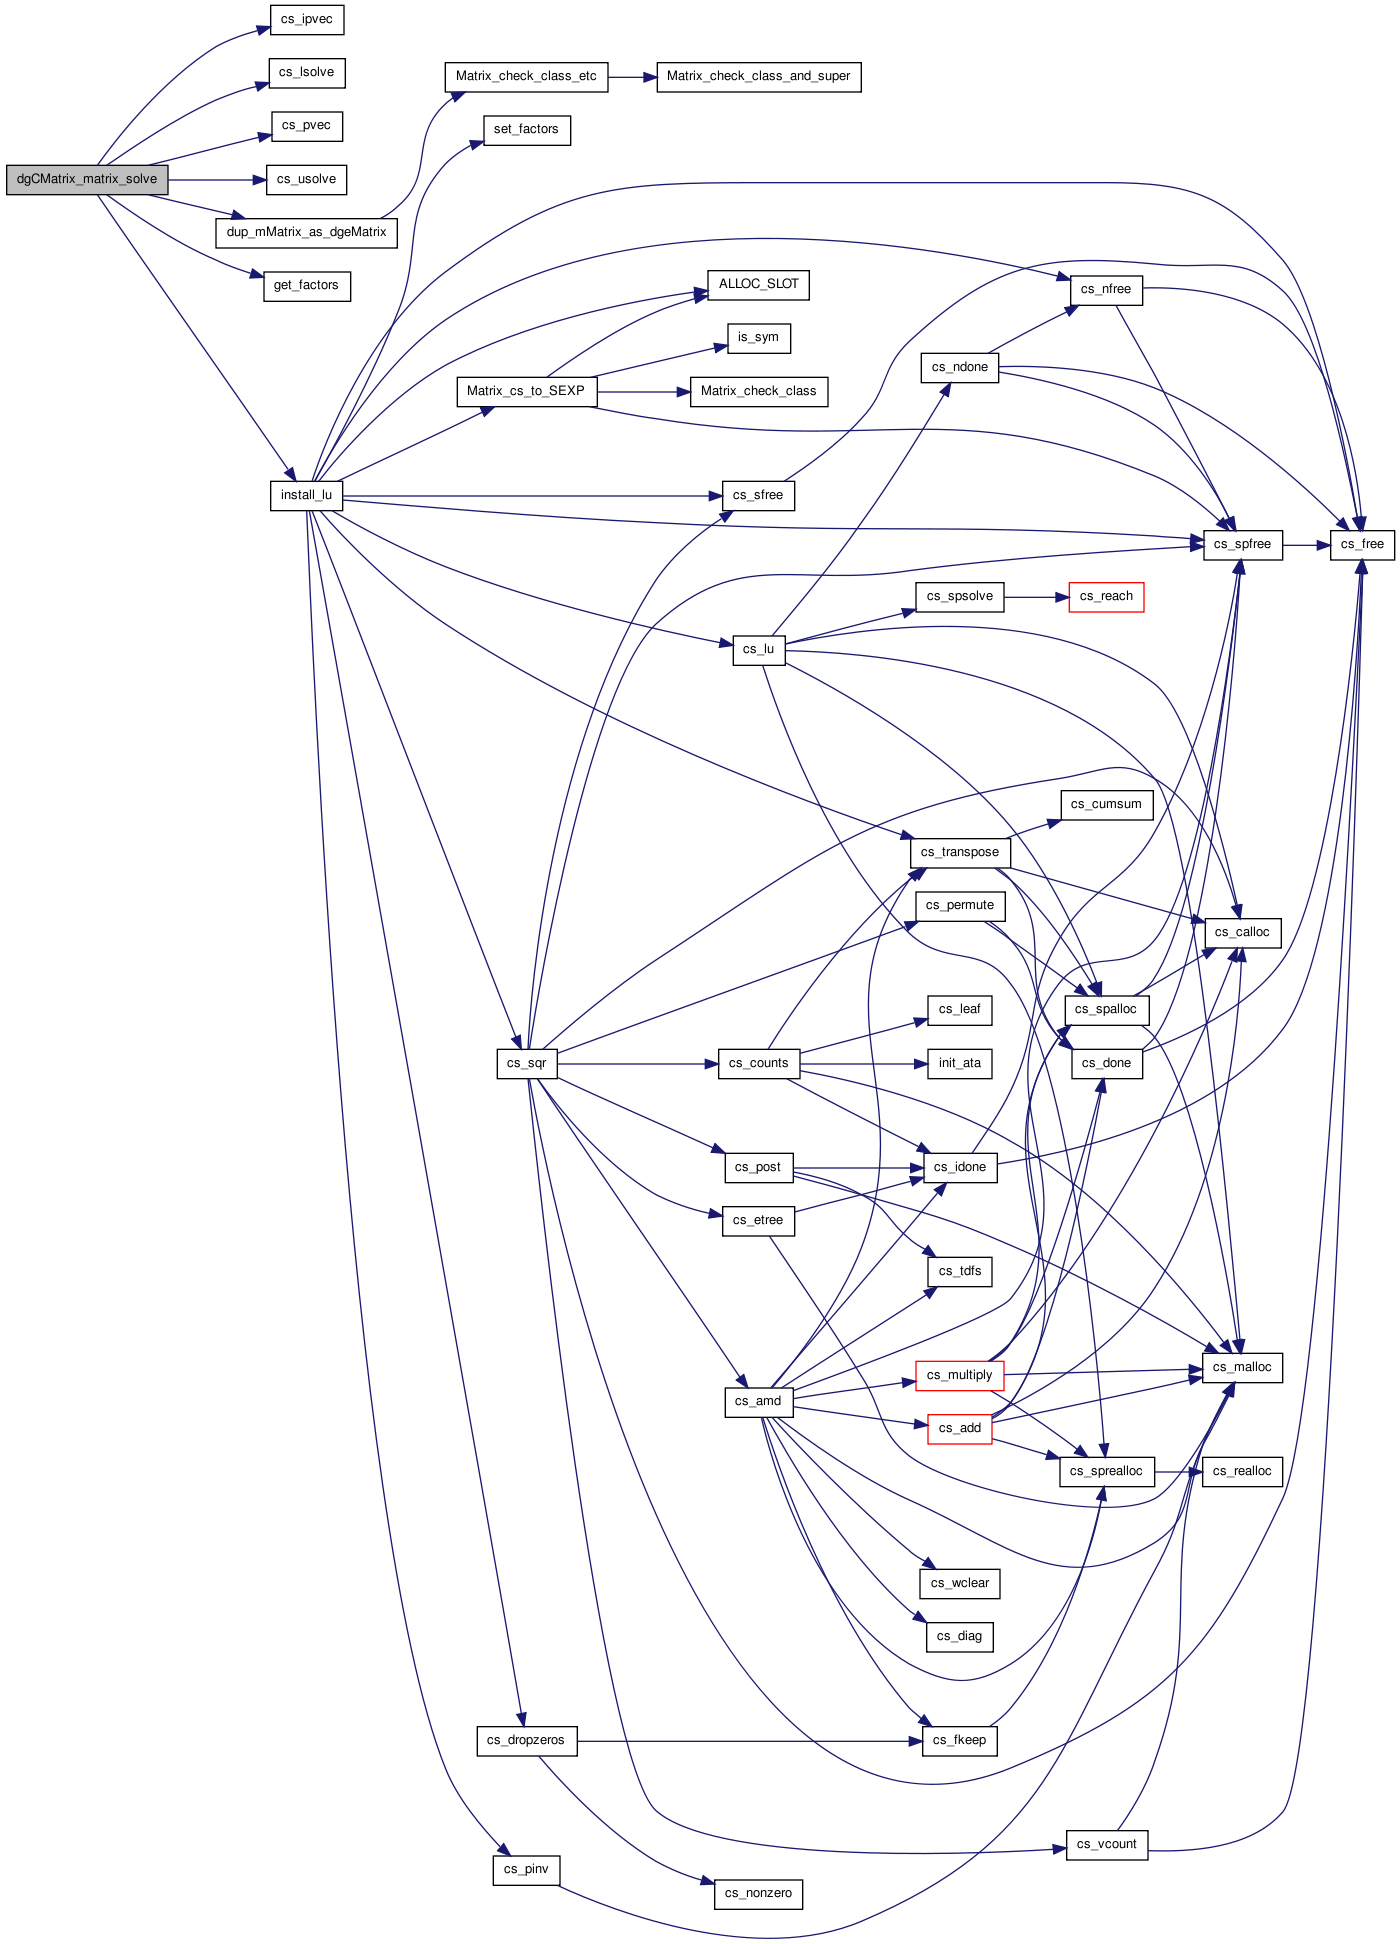 cs_ipvec
cs_lsolve
Matrix_check_class_etc
Matrix_check_class_and_super
cs_pvec
set_factors
dgCMatrix_matrix_solve
cs_usolve
dup_mMatrix_as_dgeMatrix
get_factors
ALLOC_SLOT
cs_nfree
is_sym
cs_ndone
Matrix_cs_to_SEXP
Matrix_check_class
install_lu
cs_sfree
cs_spfree
cs_free
cs_spsolve
cs_reach
cs_lu
cs_cumsum
cs_transpose
cs_permute
cs_calloc
cs_leaf
cs_spalloc
cs_sqr
cs_counts
init_ata
cs_done
cs_post
cs_idone
cs_etree
cs_tdfs
cs_malloc
cs_multiply
cs_amd
cs_add
cs_sprealloc
cs_realloc
cs_wclear
cs_diag
cs_dropzeros
cs_fkeep
cs_vcount
cs_pinv
cs_nonzero